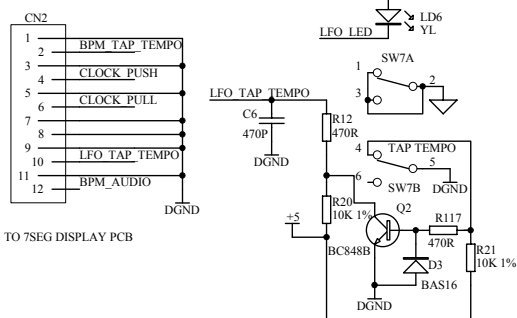 CN2
1
2 BPM_TAP_TEMPO
3
4 CLOCK_PUSH
5
6 CLOCK_PULL
7
8
9
10 LFO_TAP_TEMPO
11
12 BPM_AUDIO
DGND
TO 7SEG DISPLAY PCB
LD6
YL
LFO_LED
SW7A
1
2
3
LFO_TAP_TEMPO
C6
470P
DGND
R12
470R
4 TAP TEMPO
5
6
SW7B
DGND
R20
10K 1%
+5
Q2
BC848B
R117
470R
R21
10K 1%
D3
BAS16
DGND